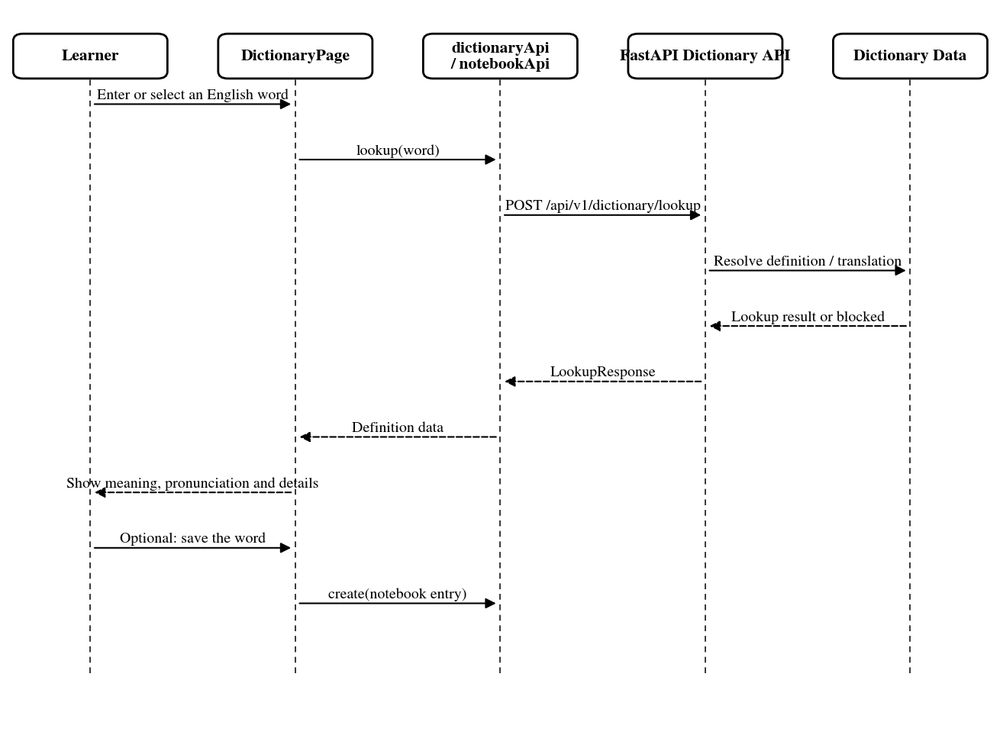 Learner
DictionaryPage
dictionaryApi
/ notebookApi
FastAPI Dictionary API
Dictionary Data
Enter or select an English word
lookup(word)
POST /api/v1/dictionary/lookup
Resolve definition / translation
Lookup result or blocked
LookupResponse
Definition data
Show meaning, pronunciation and details
Optional: save the word
create(notebook entry)